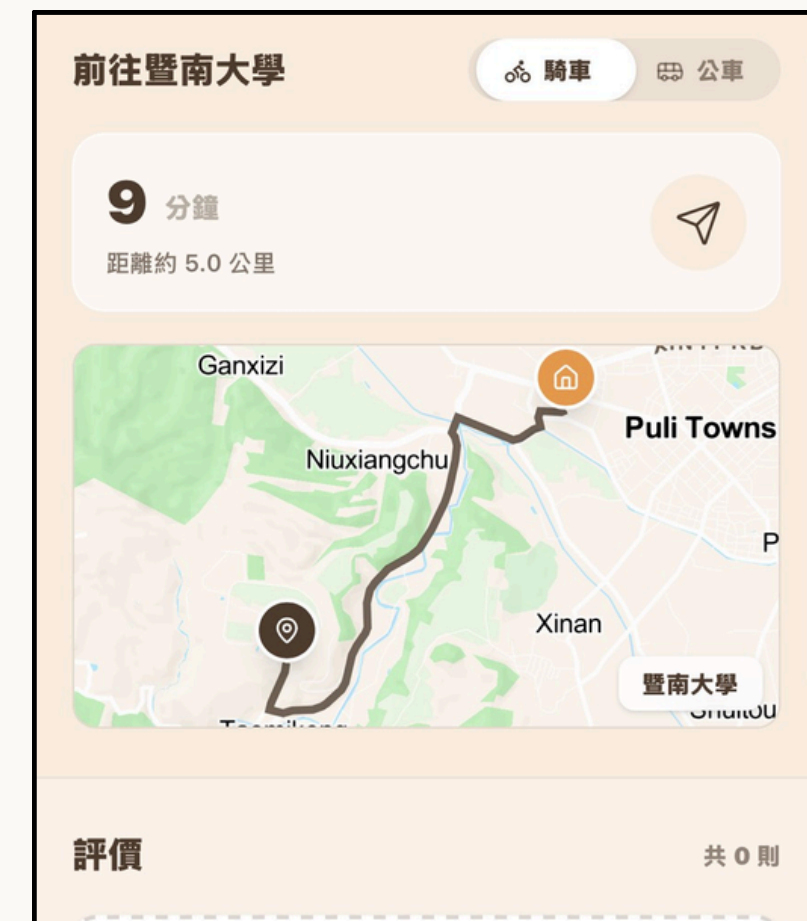 前往暨南大學
騎車
公車
9 分鐘
距離約 5.0 公里
Ganxizi
Puli Towns
Niuxiangchu
P
Xinan
暨南大學
評價
共 0 則